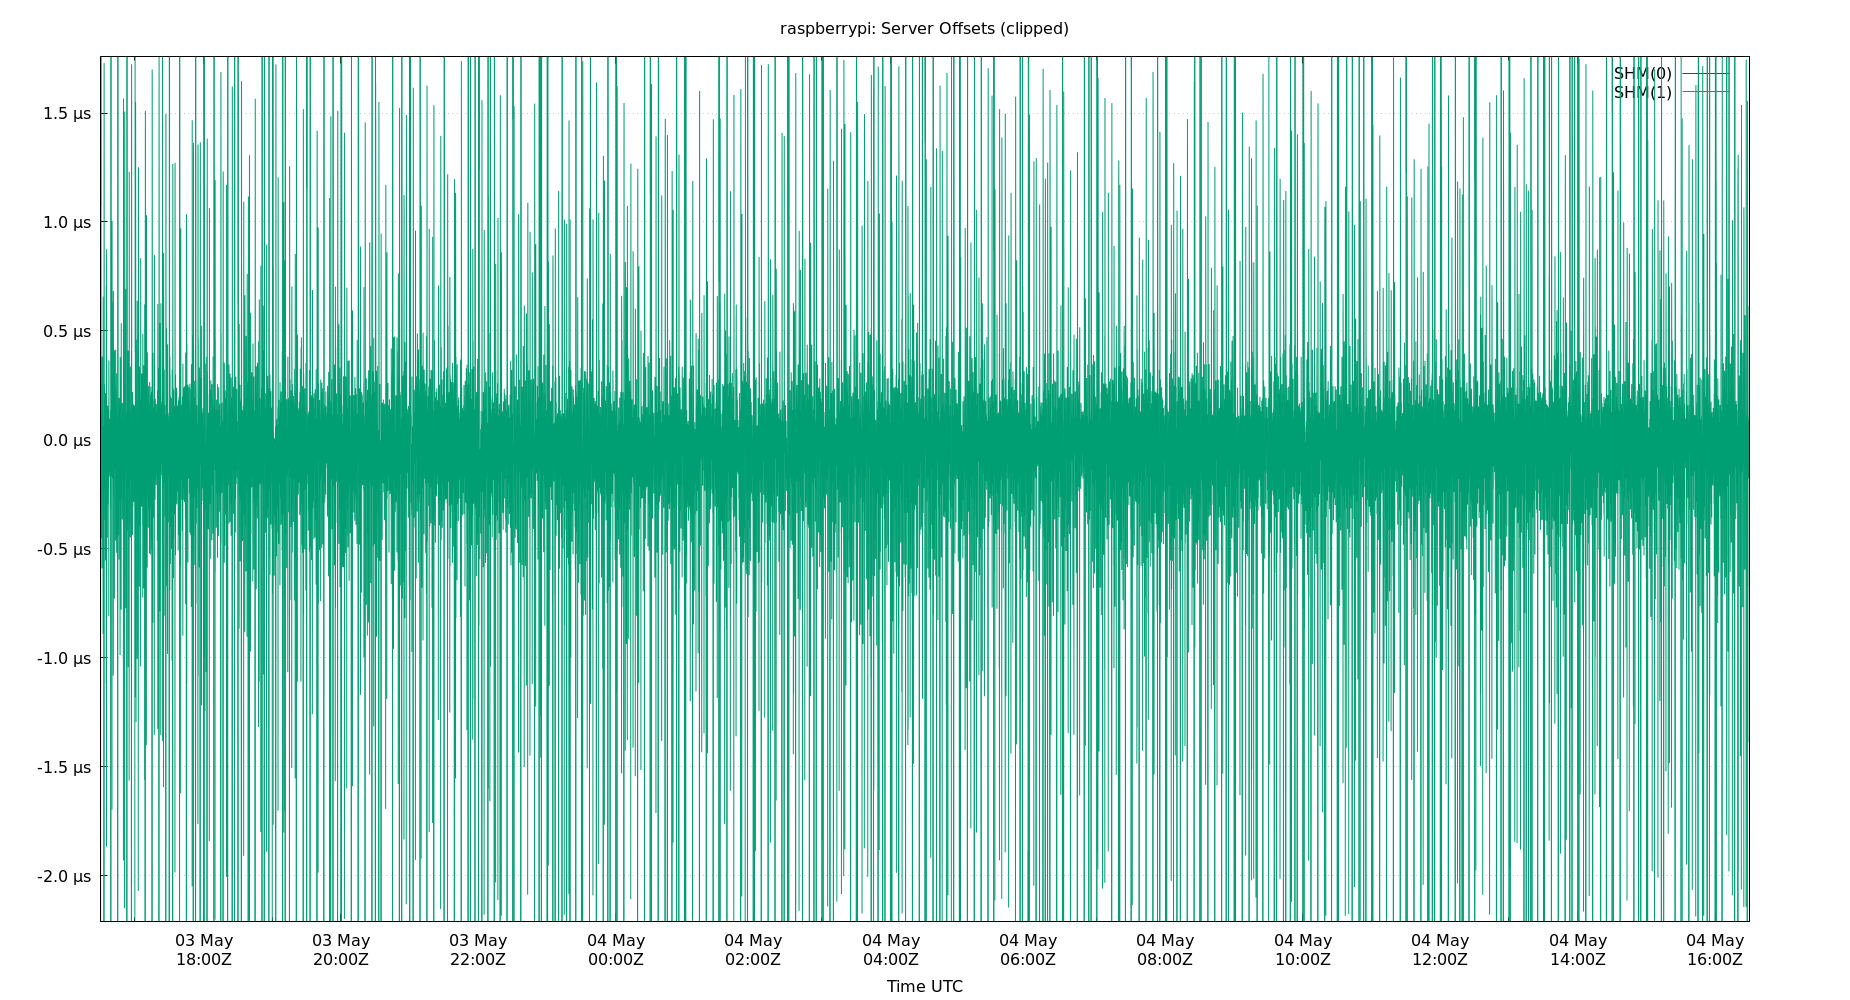 raspberrypi: Server Offsets (clipped)
SHM(0)
SHM(1)
1.5 µs
1.0 µs
0.5 µs
0.0 µs
-0.5 µs
-1.0 µs
-1.5 µs
-2.0 µs
03 May 03 May 03 May 04 May 04 May 04 May 04 May 04 May 04 May 04 May 04 May 04 May
18:00Z 20:00Z 22:00Z 00:00Z 02:00Z 04:00Z 06:00Z 08:00Z 10:00Z 12:00Z 14:00Z 16:00Z
Time UTC